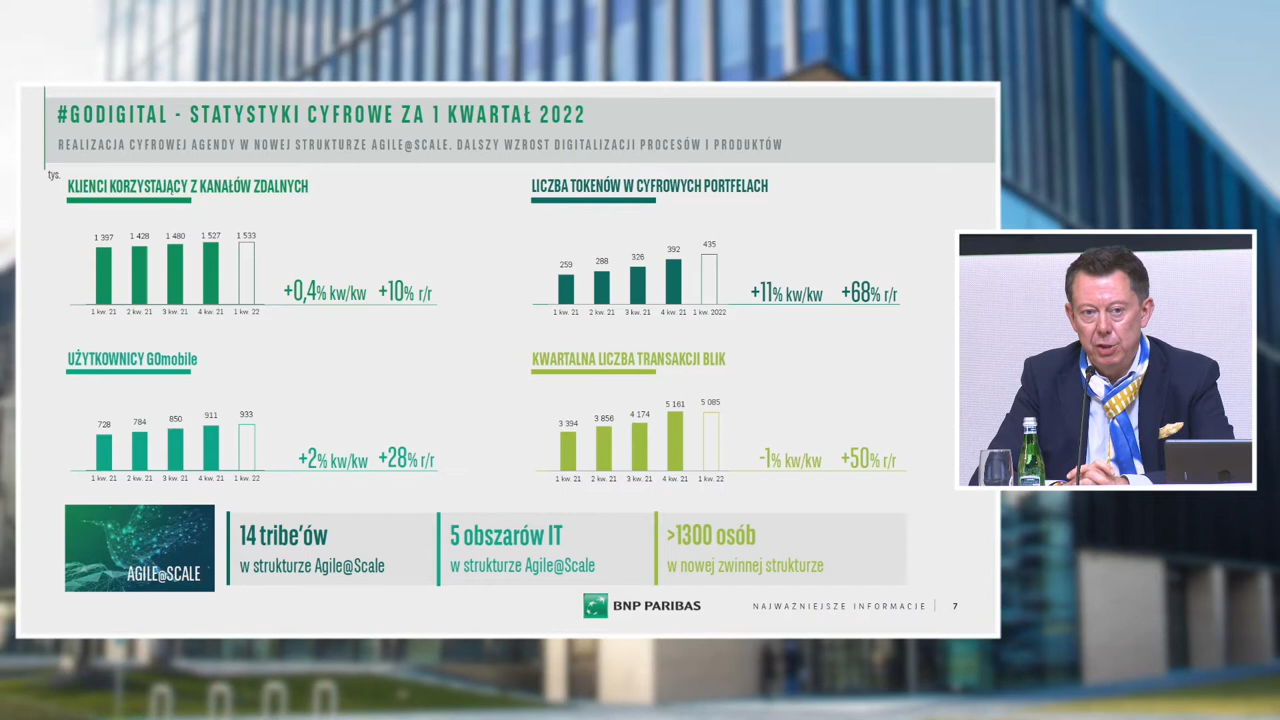 #GODIGITAL - STATYSTYKI CYFROWE ZA 1 KWARTAŁ 2022
REALIZACJA CYFROWEJ AGENDY W NOWEJ STRUKTURZE AGILE@SCALE. DALSZY WZROST DIGITALIZACJI PROCESÓW I PRODUKTÓW
tys.
KLIENCI KORZYSTAJĄCY Z KANAŁÓW ZDALNYCH
1 397 1 428 1 480 1 527 1 533
+0,4% kw/kw +10% r/r
1 kw. 21 2 kw. 21 3 kw. 21 4 kw. 21 1 kw. 22
LICZBA TOKENÓW W CYFROWYCH PORTFELACH
259 288 326 392 435
+11% kw/kw +68% r/r
1 kw. 21 2 kw. 21 3 kw. 21 4 kw. 21 1 kw. 2022
UŻYTKOWNICY GOmobile
728 784 850 911 933
+2% kw/kw +28% r/r
1 kw. 21 2 kw. 21 3 kw. 21 4 kw. 21 1 kw. 22
KWARTALNA LICZBA TRANSAKCJI BLIK
3 394 3 856 4 174 5 161 5 085
-1% kw/kw +50% r/r
1 kw. 21 2 kw. 21 3 kw. 21 4 kw. 21 1 kw. 22
AGILE@SCALE
14 tribe'ów
w strukturze Agile@Scale
5 obszarów IT
w strukturze Agile@Scale
>1300 osób
w nowej zwinnej strukturze
BNP PARIBAS
NAJWAŻNIEJSZE INFORMACJE 7